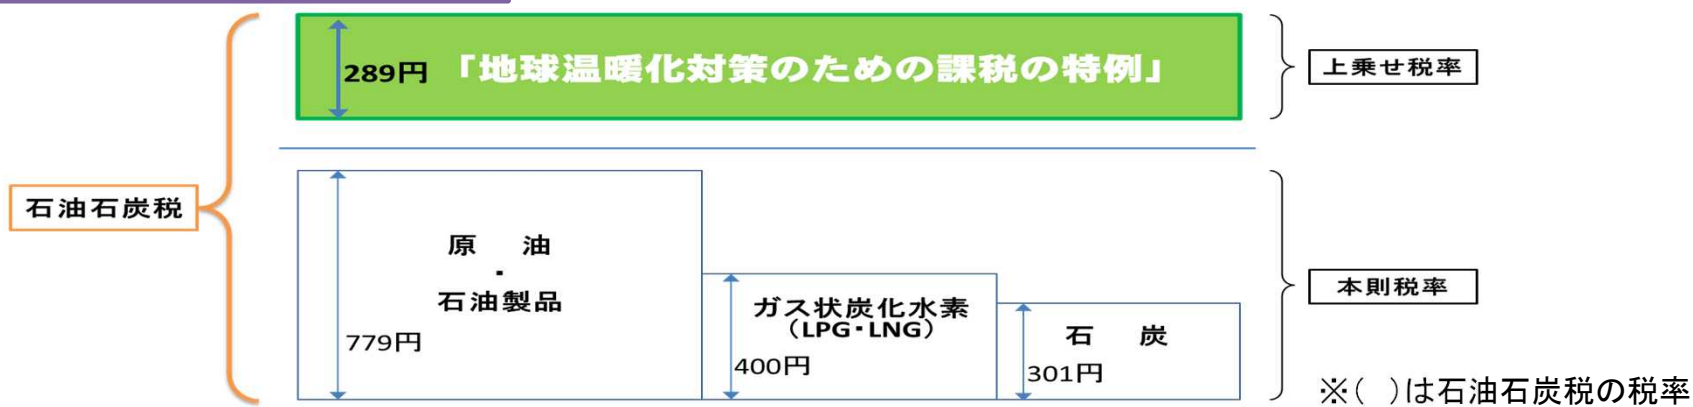 289円 「地球温暖化対策のための課税の特例」
上乗せ税率
石油石炭税
原 油
・
石油製品
779円
ガス状炭化水素
(LPG・LNG)
400円
石 炭
301円
本則税率
※( )は石油石炭税の税率